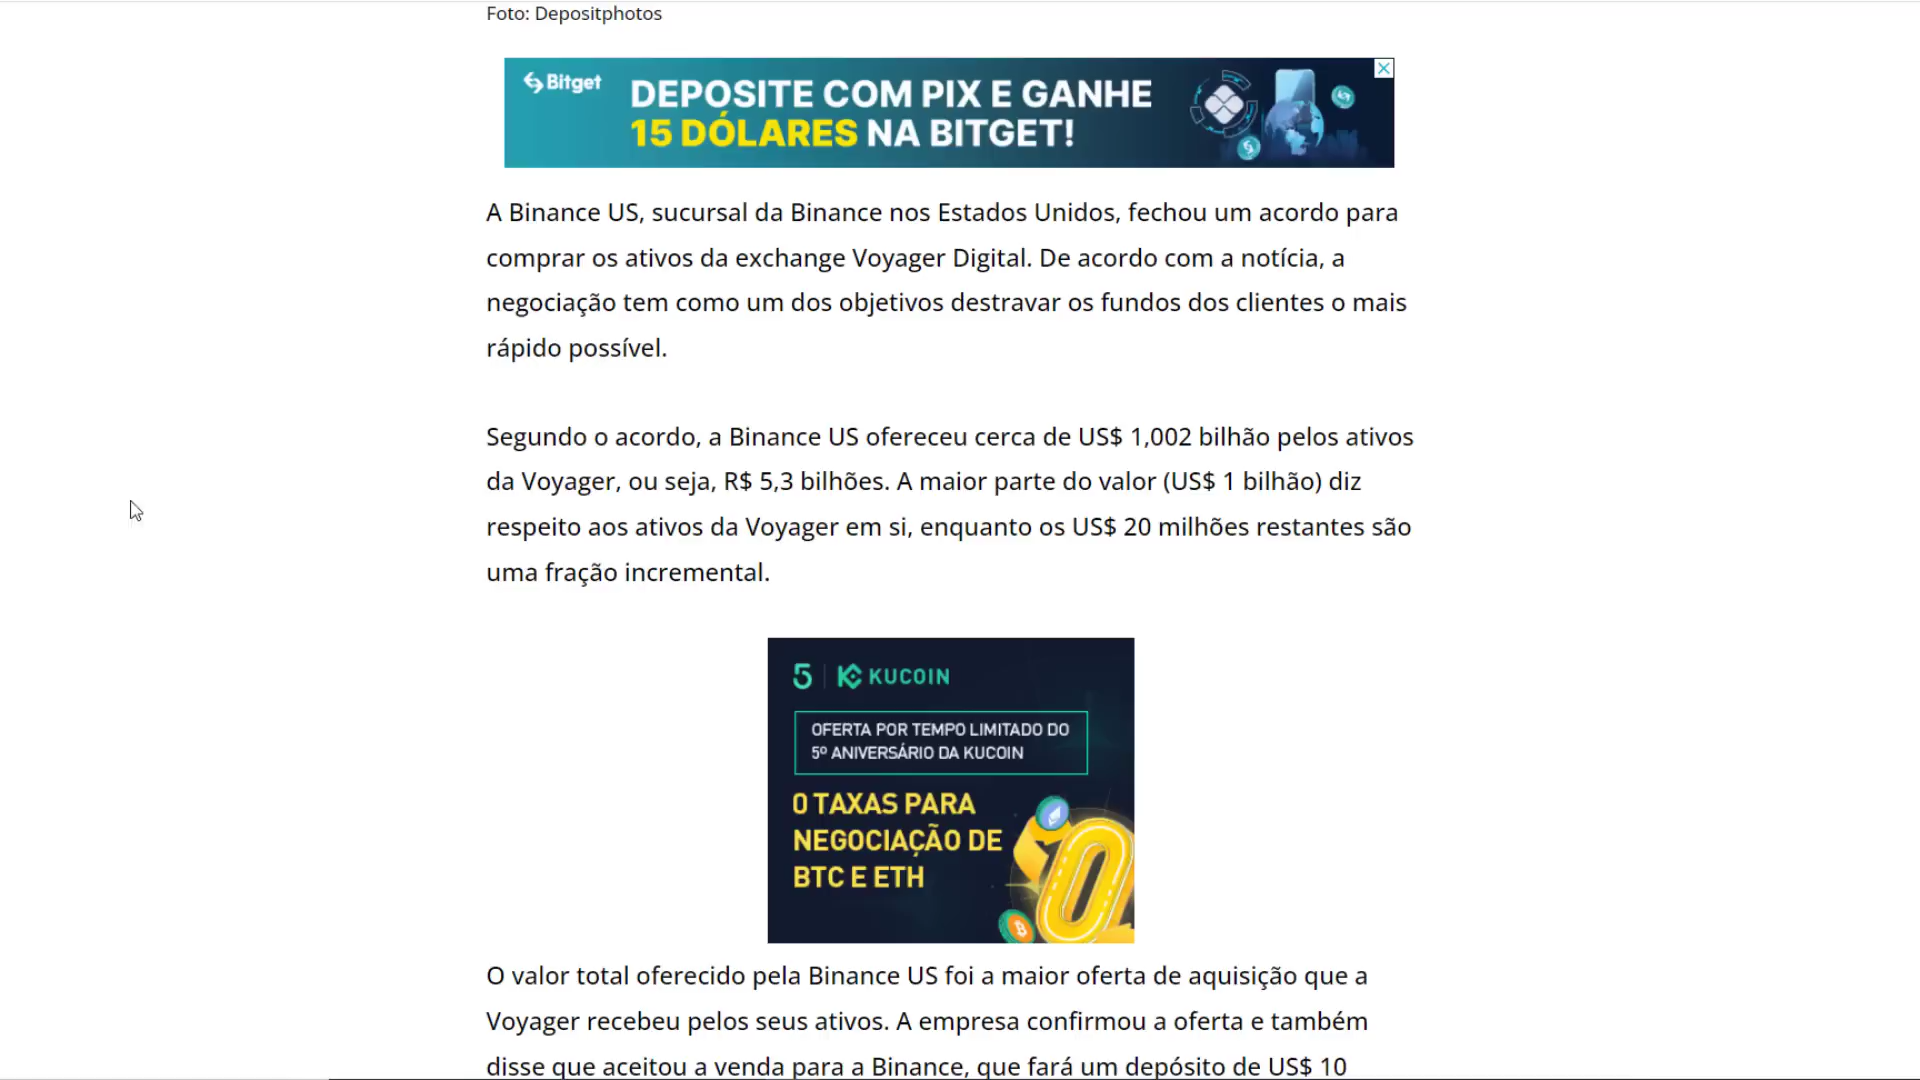 Foto: Depositphotos
Bitget
DEPOSITE COM PIX E GANHE
15 DÓLARES NA BITGET!
A Binance US, sucursal da Binance nos Estados Unidos, fechou um acordo para
comprar os ativos da exchange Voyager Digital. De acordo com a notícia, a
negociação tem como um dos objetivos destravar os fundos dos clientes o mais
rápido possível.
Segundo o acordo, a Binance US ofereceu cerca de US$ 1,002 bilhão pelos ativos
da Voyager, ou seja, R$ 5,3 bilhões. A maior parte do valor (US$ 1 bilhão) diz
respeito aos ativos da Voyager em si, enquanto os US$ 20 milhões restantes são
uma fração incremental.
5 KUCOIN
OFERTA POR TEMPO LIMITADO DO
5º ANIVERSÁRIO DA KUCOIN
0 TAXAS PARA
NEGOCIAÇÃO DE
BTC E ETH
O valor total oferecido pela Binance US foi a maior oferta de aquisição que a
Voyager recebeu pelos seus ativos. A empresa confirmou a oferta e também
disse que aceitou a venda para a Binance, que fará um depósito de US$ 10